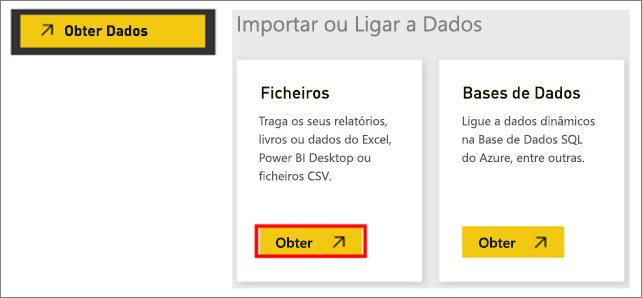 Obter Dados
Importar ou Ligar a Dados
Ficheiros
Traga os seus relatórios,
livros ou dados do Excel,
Power BI Desktop ou
ficheiros CSV.
Obter
Bases de Dados
Ligue a dados dinâmicos
na Base de Dados SQL
do Azure, entre outras.
Obter